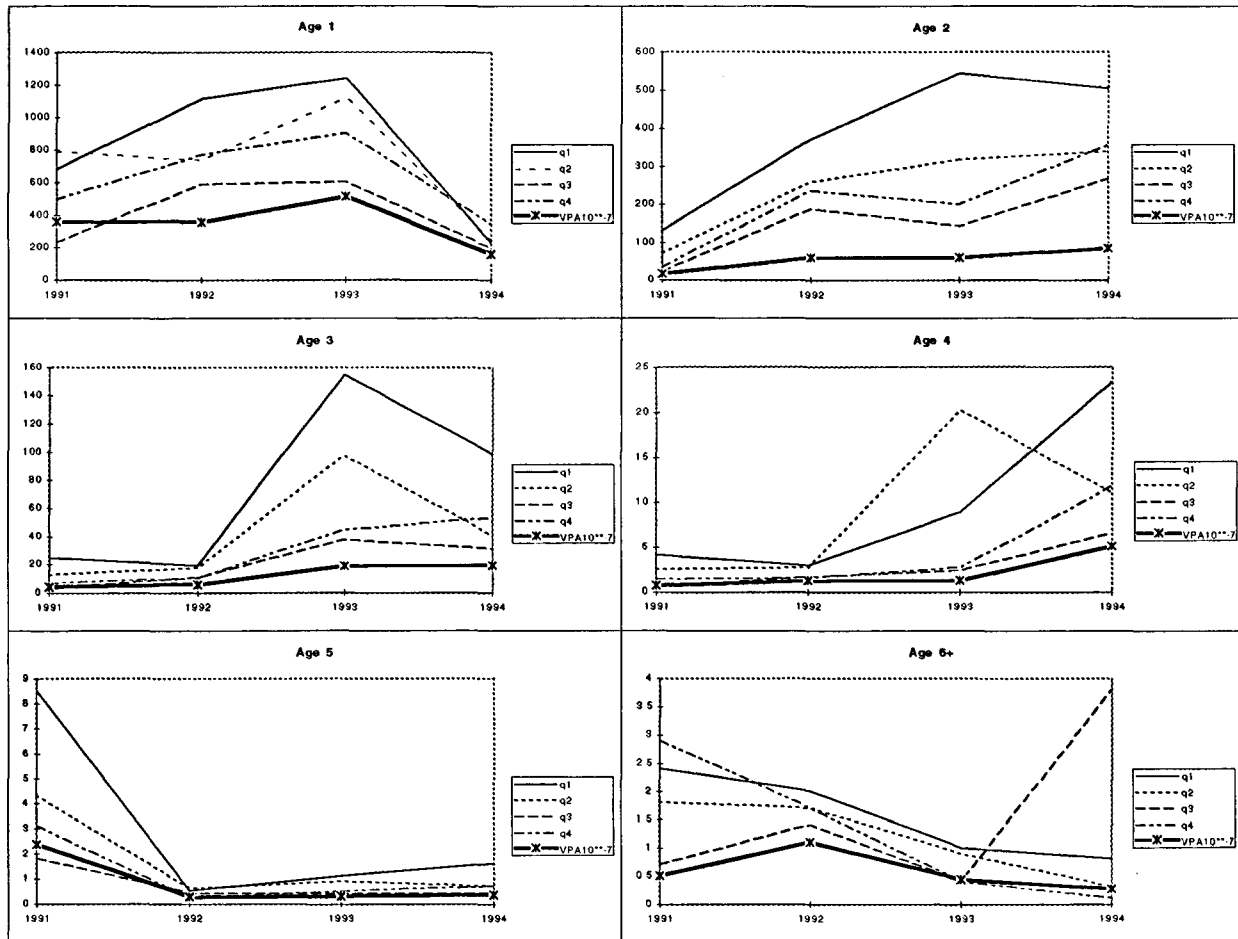 Age 1
1400
1200
1000
800
600
400
200
0
1991 1992 1993 1994
q1
q2
q3
q4
VPA10**-7
Age 2
600
500
400
300
200
100
0
1991 1992 1993 1994
q1
q2
q3
q4
VPA10**-7
Age 3
160
140
120
100
80
60
40
20
0
1991 1992 1993 1994
q1
q2
q3
q4
VPA10**-7
Age 4
25
20
15
10
5
0
1991 1992 1993 1994
q1
q2
q3
q4
VPA10**-7
Age 5
9
8
7
6
5
4
3
2
1
0
1991 1992 1993 1994
q1
q2
q3
q4
VPA10**-7
Age 6+
4
3.5
3
2.5
2
1.5
1
0.5
0
1991 1992 1993 1994
q1
q2
q3
q4
VPA10**-7